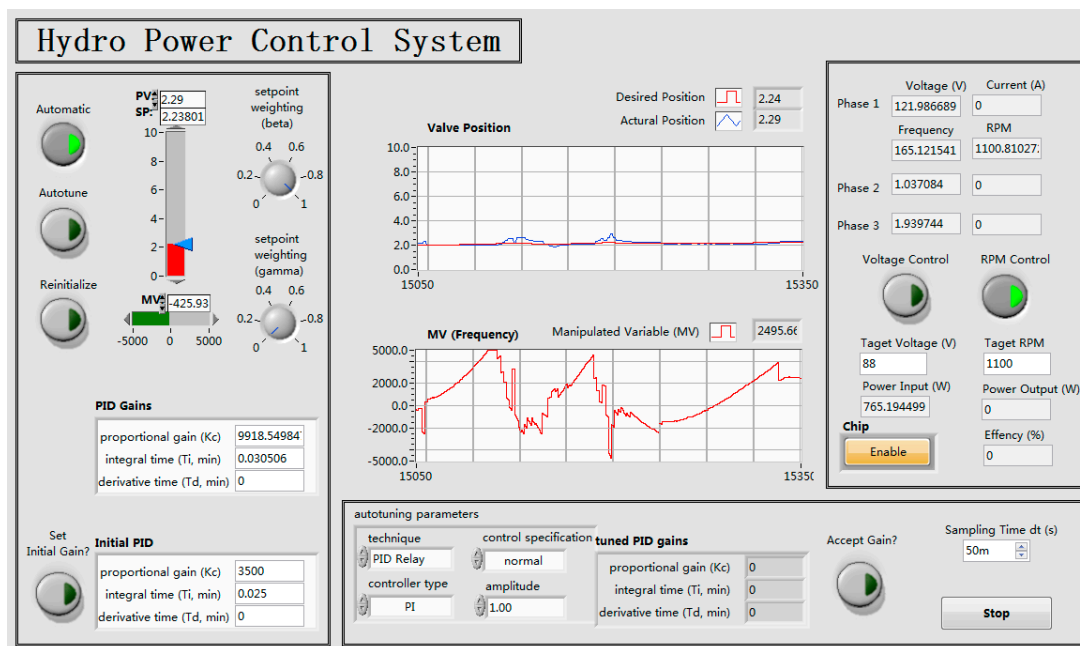 Hydro Power Control System
Automatic
Autotune
Reinitialize
PV:
2.29
SP:
2.23801
10
8
6
4
2
0
MV:
-425.93
-5000 0 5000
setpoint
weighting
(beta)
0.4 0.6
0.2 0.8
0 1
setpoint
weighting
(gamma)
0.4 0.6
0.2 0.8
0 1
PID Gains
proportional gain (Kc) 9918.54984
integral time (Ti, min) 0.030506
derivative time (Td, min) 0
Set
Initial Gain?
Initial PID
proportional gain (Kc) 3500
integral time (Ti, min) 0.025
derivative time (Td, min) 0
Desired Position 2.24
Actural Position 2.29
Valve Position
10.0
8.0
6.0
4.0
2.0
0.0
15050 15350
MV (Frequency) Manipulated Variable (MV) 2495.66
5000.0
2000.0
0.0
-2000.0
-5000.0
15050 1535
autotuning parameters
technique
PID Relay
control specification
normal
controller type
PI
amplitude
1.00
tuned PID gains
proportional gain (Kc) 0
integral time (Ti, min) 0
derivative time (Td, min) 0
Accept Gain?
Sampling Time dt (s)
50m
Stop
Voltage (V) Current (A)
Phase 1 121.986689 0
Frequency RPM
165.121541 1100.81027
Phase 2 1.037084 0
Phase 3 1.939744 0
Voltage Control RPM Control
Taget Voltage (V) Taget RPM
88 1100
Power Input (W) Power Output (W)
765.194499 0
Chip
Enable
Effency (%)
0